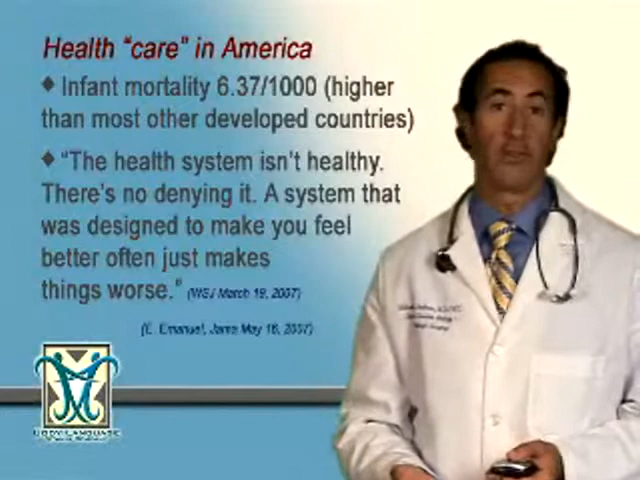 Health "care" in America
◆ Infant mortality 6.37/1000 (higher
than most other developed countries)
◆ "The health system isn't healthy.
There's no denying it. A system that
was designed to make you feel
better often just makes
things worse." (WSJ March 19, 2007)
(E. Emanuel, Jama May 16, 2007)
BODY LANGUAGE